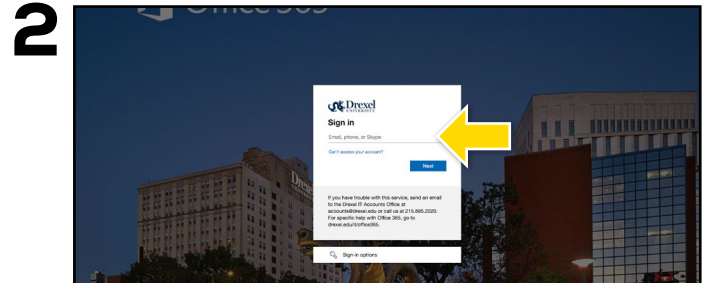 2
Office 365
Drexel
UNIVERSITY
Sign in
Email, phone, or Skype
Can't access your account?
Next
Drexel
If you have trouble with this service, send an email
to the Drexel IT Accounts Office at
accounts@drexel.edu or call us at 215.895.2020.
For specific help with Office 365, go to
drexel.edu/it/office365.
Sign-in options